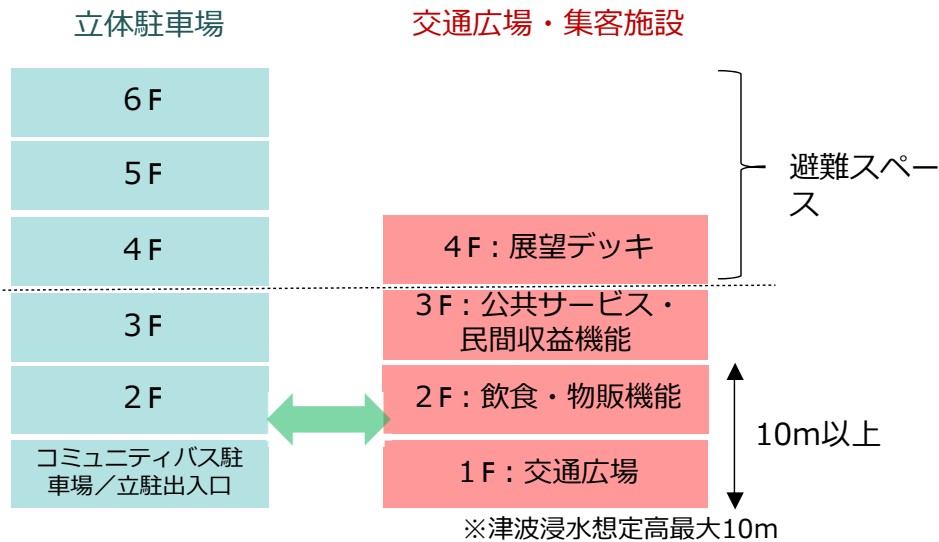 立体駐車場
交通広場・集客施設
6F
5F
4F
3F
2F
コミュニティバス駐
車場／立駐出入口
4F：展望デッキ
3F：公共サービス・
民間収益機能
2F：飲食・物販機能
1F：交通広場
避難スペー
ス
10m以上
※津波浸水想定高最大10m